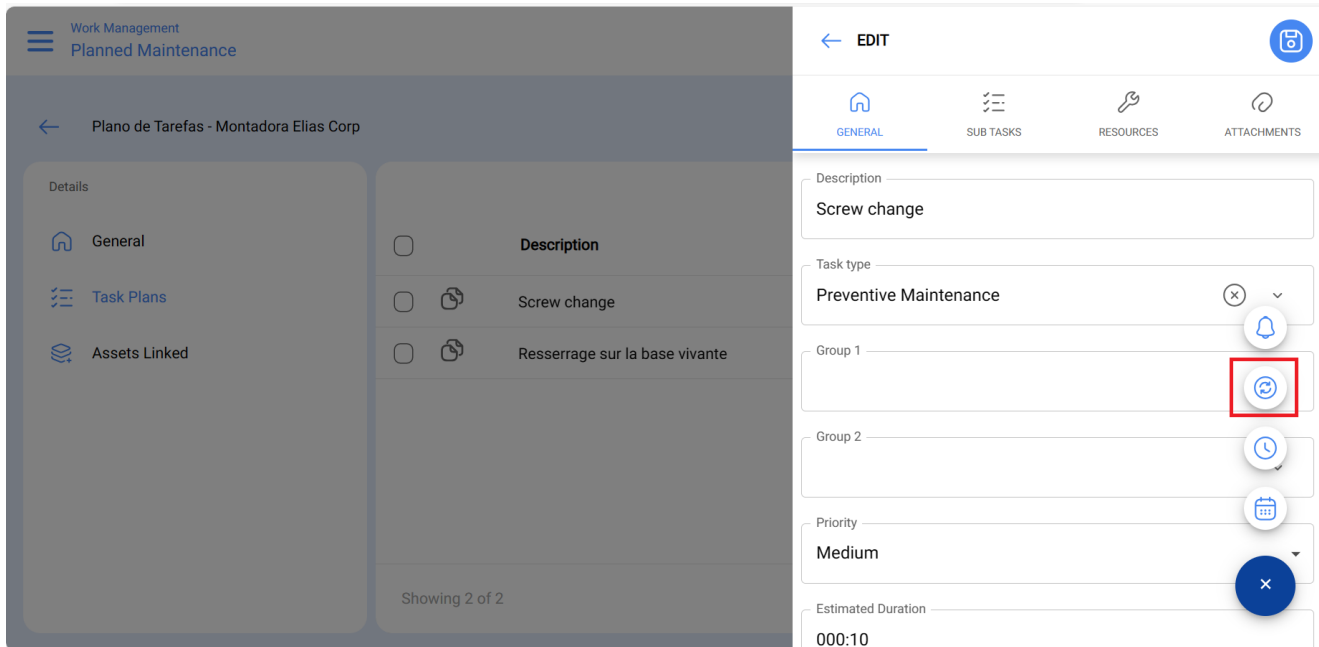 Work Management
Planned Maintenance
Plano de Tarefas - Montadora Elias Corp
Details
General
Task Plans
Assets Linked
Description
Screw change
Resserrage sur la base vivante
Showing 2 of 2
EDIT
GENERAL
SUB TASKS
RESOURCES
ATTACHMENTS
Description
Screw change
Task type
Preventive Maintenance
Group 1
Group 2
Priority
Medium
Estimated Duration
000:10